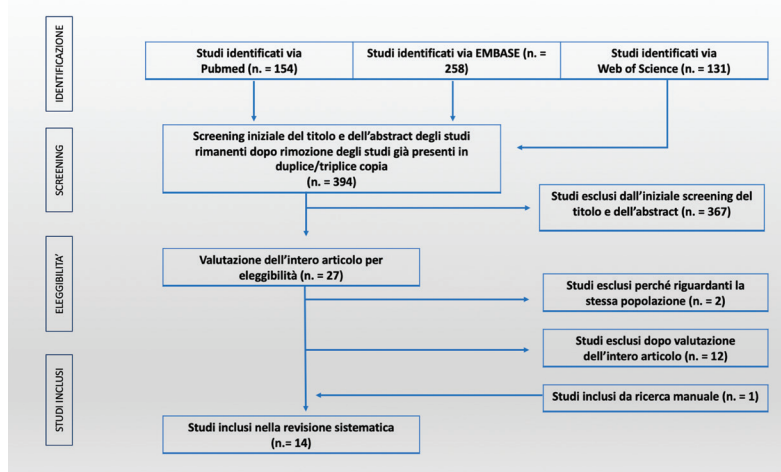 IDENTIFICAZIONE
Studi identificati via
Pubmed (n. = 154)
Studi identificati via EMBASE (n. =
258)
Studi identificati via
Web of Science (n. = 131)
SCREENING
Screening iniziale del titolo e dell'abstract degli studi
rimanenti dopo rimozione degli studi già presenti in
duplice/triplice copia
(n. = 394)
Studi esclusi dall'iniziale screening del
titolo e dell'abstract (n. = 367)
ELEGGIBILITA'
Valutazione dell'intero articolo per
eleggibilità (n. = 27)
Studi esclusi perché riguardanti la
stessa popolazione (n. = 2)
Studi esclusi dopo valutazione
dell'intero articolo (n. = 12)
STUDI INCLUSI
Studi inclusi da ricerca manuale (n. = 1)
Studi inclusi nella revisione sistematica
(n.= 14)